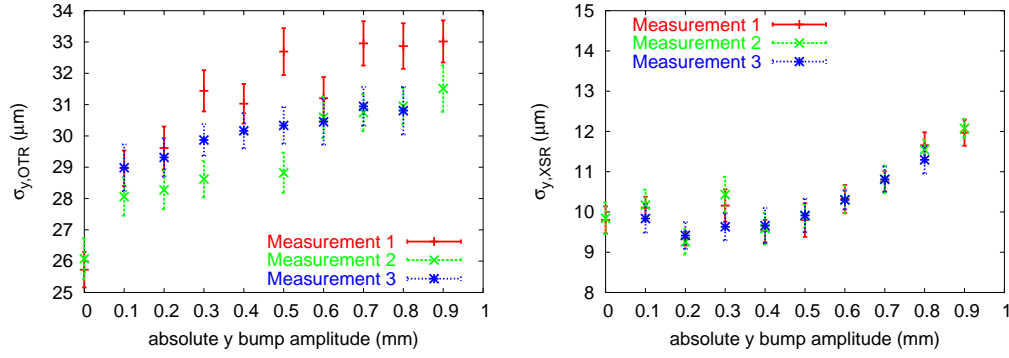 34
33
32
31
30
29
28
27
26
25
σy,OTR (μm)
Measurement 1
Measurement 2
Measurement 3
0 0.1 0.2 0.3 0.4 0.5 0.6 0.7 0.8 0.9 1
absolute y bump amplitude (mm)
15
14
13
12
11
10
9
8
σy,XSR (μm)
Measurement 1
Measurement 2
Measurement 3
0 0.1 0.2 0.3 0.4 0.5 0.6 0.7 0.8 0.9 1
absolute y bump amplitude (mm)